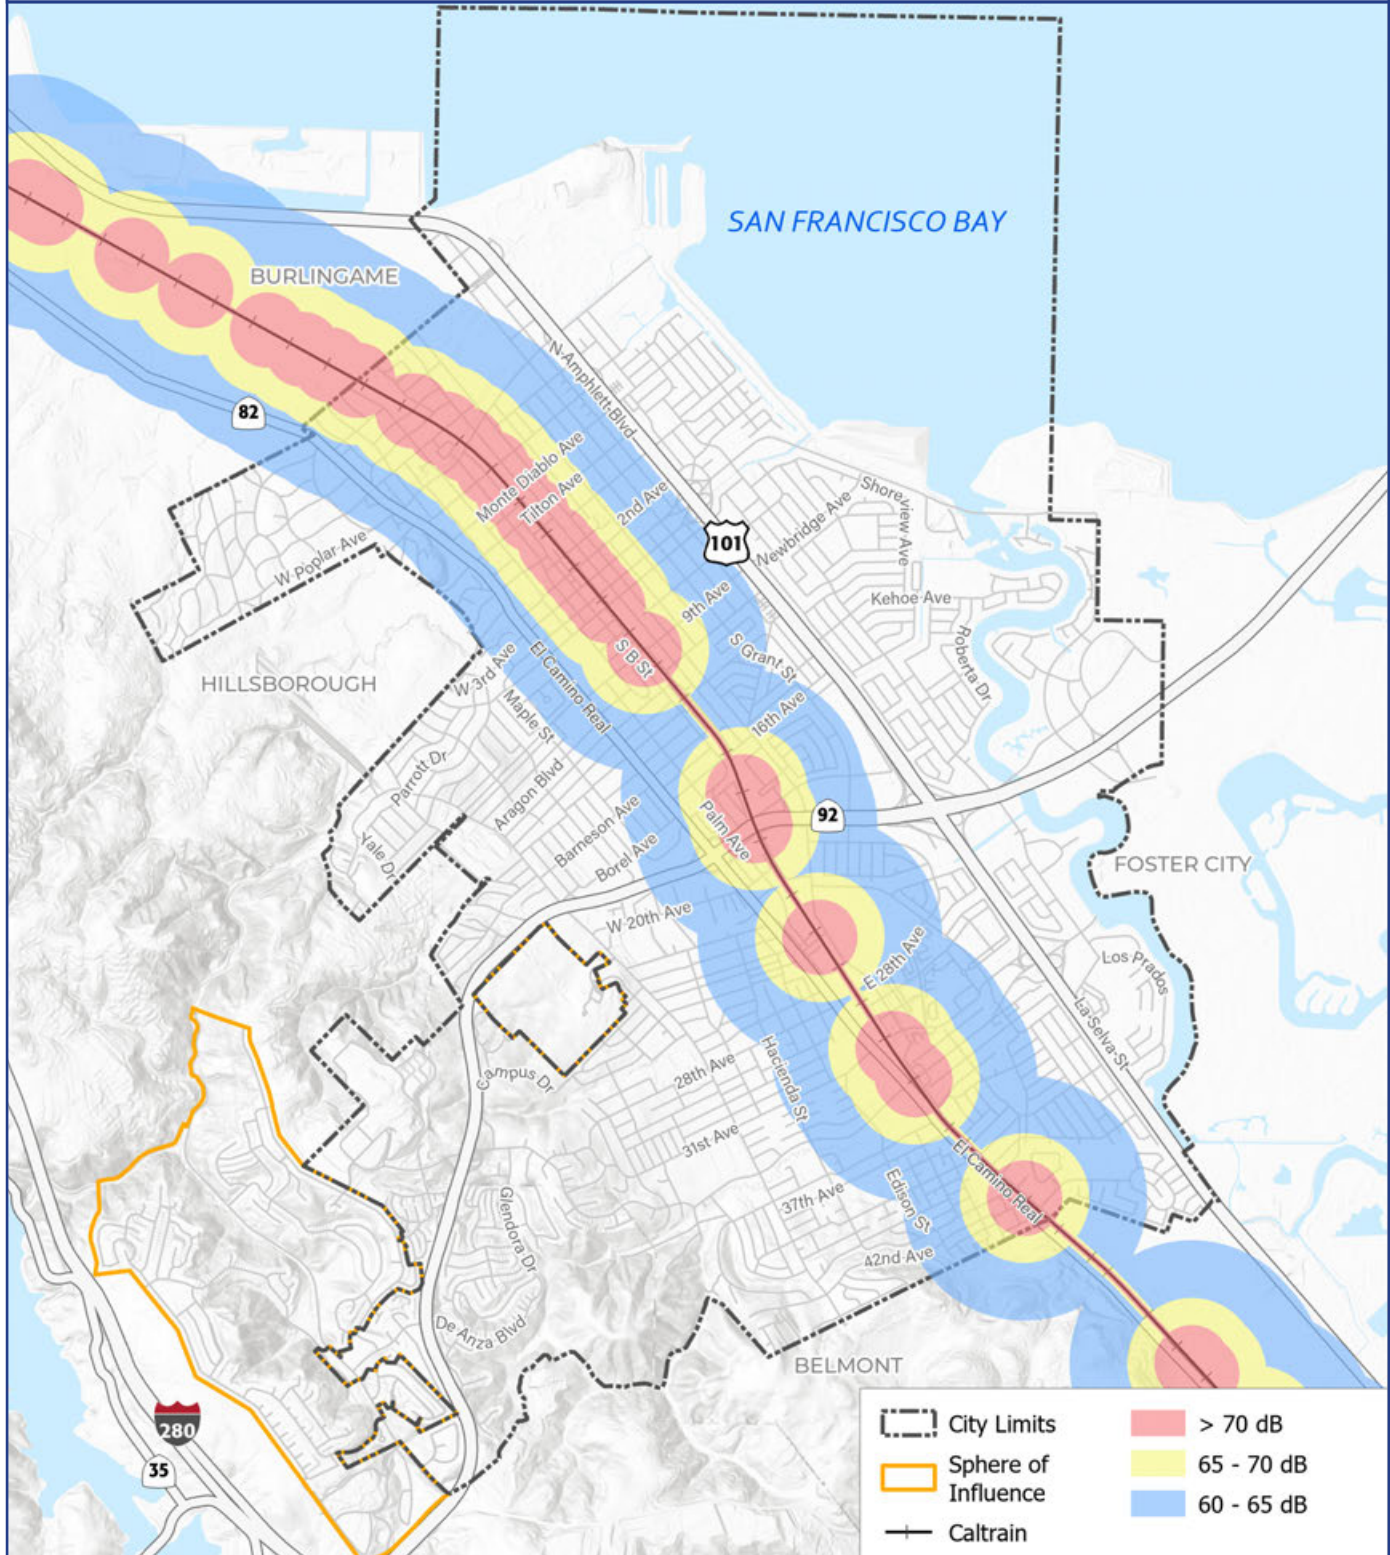 SAN FRANCISCO BAY
BURLINGAME
N Amphlett Blvd
82
Monte Diablo Ave
Tilton Ave
2nd Ave
Shoreview Ave
101
Newbridge Ave
W Poplar Ave
9th Ave
Kehoe Ave
S B St
S Grant St
Roberta Dr
HILLSBOROUGH
W 3rd Ave
El Camino Real
Maple St
16th Ave
Parrott Dr
Aragon Blvd
92
Palm Ave
Barneson Ave
Yale Dr
Borel Ave
FOSTER CITY
W 20th Ave
E 28th Ave
Los Prados
La Selva St
Campus Dr
28th Ave
Hacienda St
31st Ave
El Camino Real
Glendora Dr
37th Ave
Edison St
42nd Ave
De Anza Blvd
BELMONT
280
35
City Limits
Sphere of
Influence
Caltrain
> 70 dB
65 - 70 dB
60 - 65 dB